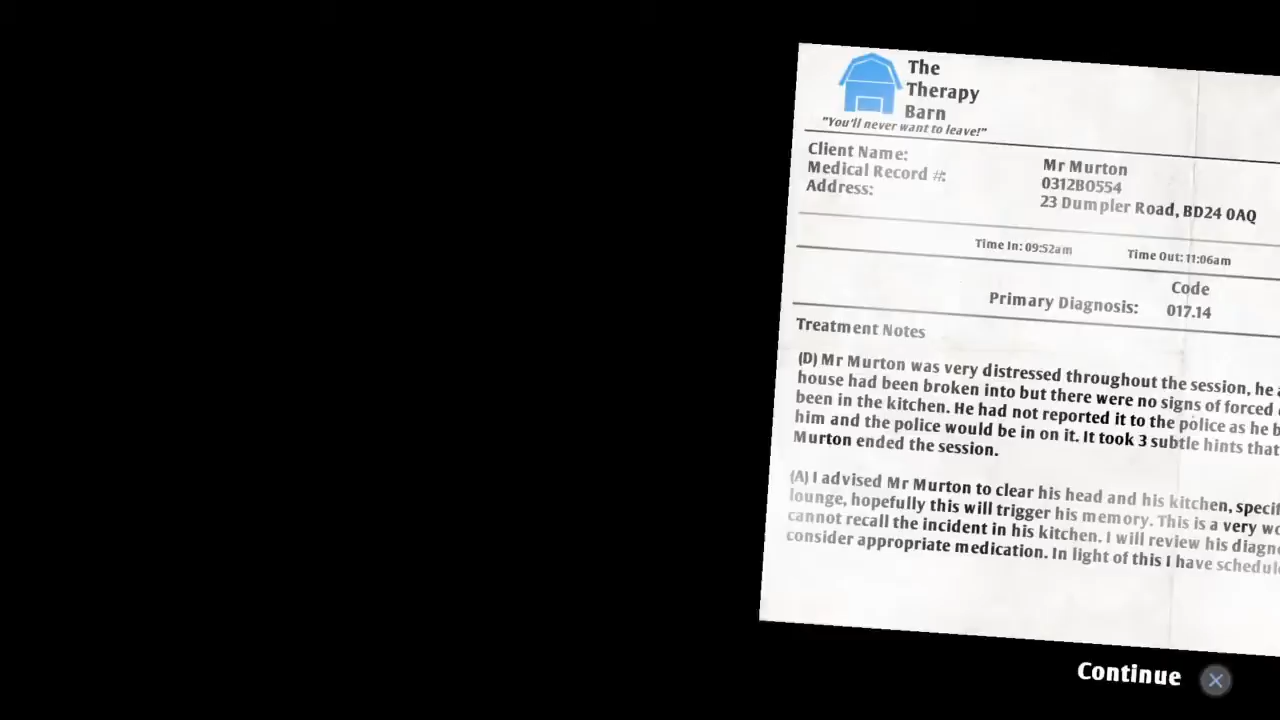 The
Therapy
Barn
"You'll never want to leave!"
Client Name: Mr Murton
Medical Record #: 0312B0554
Address: 23 Dumpler Road, BD24 0AQ
Time In: 09:52am Time Out: 11:06am
Code
Primary Diagnosis: 017.14
Treatment Notes
(D) Mr Murton was very distressed throughout the session, he
house had been broken into but there were no signs of forced
been in the kitchen. He had not reported it to the police as he
him and the police would be in on it. It took 3 subtle hints that
Murton ended the session.
(A) I advised Mr Murton to clear his head and his kitchen,
lounge, hopefully this will trigger his memory. This is a very
cannot recall the incident in his kitchen. I will review his
consider appropriate medication. In light of this I have
Continue